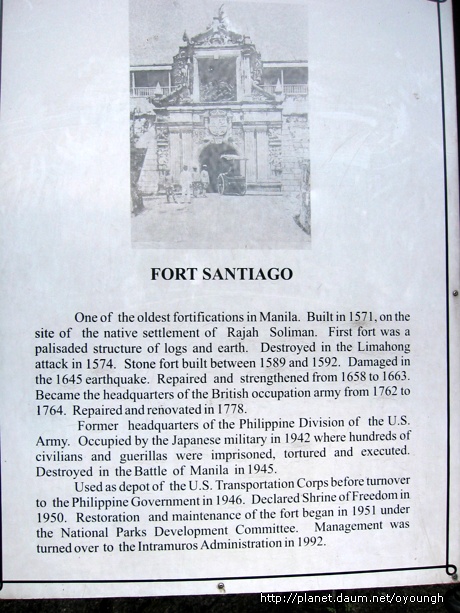 FORT SANTIAGO
One of the oldest fortifications in Manila. Built in 1571, on the
site of the native settlement of Rajah Soliman. First fort was a
palisaded structure of logs and earth. Destroyed in the Limahong
attack in 1574. Stone fort built between 1589 and 1592. Damaged in
the 1645 earthquake. Repaired and strengthened from 1658 to 1663.
Became the headquarters of the British occupation army from 1762 to
1764. Repaired and renovated in 1778.
Former headquarters of the Philippine Division of the U.S.
Army. Occupied by the Japanese military in 1942 where hundreds of
civilians and guerillas were imprisoned, tortured and executed.
Destroyed in the Battle of Manila in 1945.
Used as depot of the U.S. Transportation Corps before turnover
to the Philippine Government in 1946. Declared Shrine of Freedom in
1950. Restoration and maintenance of the fort began in 1951 under
the National Parks Development Committee. Management was
turned over to the Intramuros Administration in 1992.
http://planet.daum.net/oyoungh